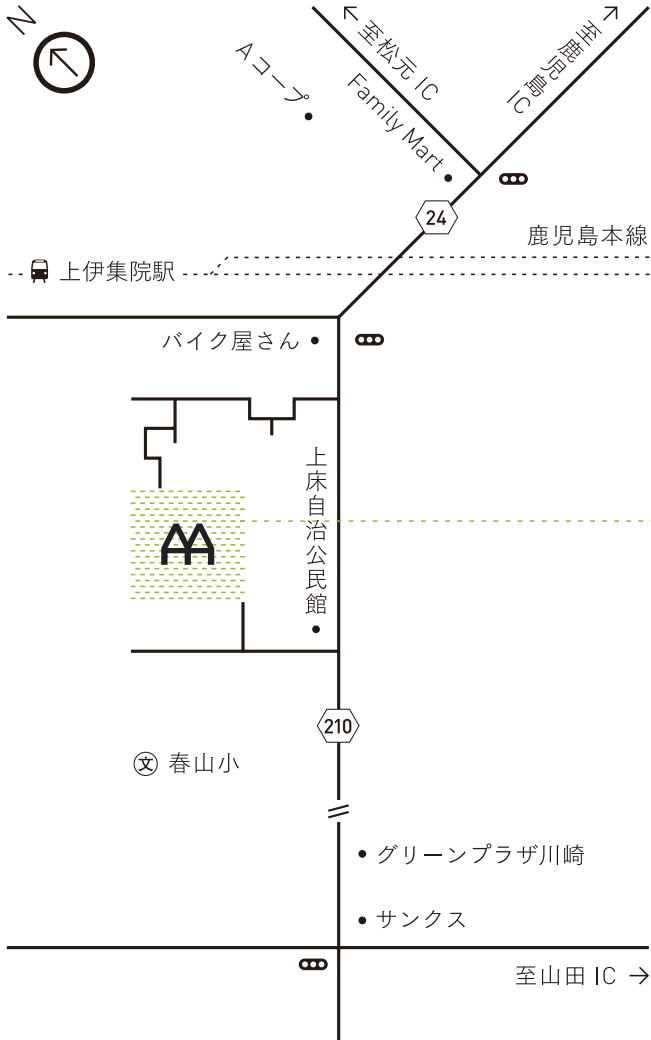 N
Aコープ
至松元 IC
至鹿児島 IC
Family Mart
24
鹿児島本線
上伊集院駅
バイク屋さん
上床自治公民館
210
文 春山小
グリーンプラザ川崎
サンクス
至山田 IC